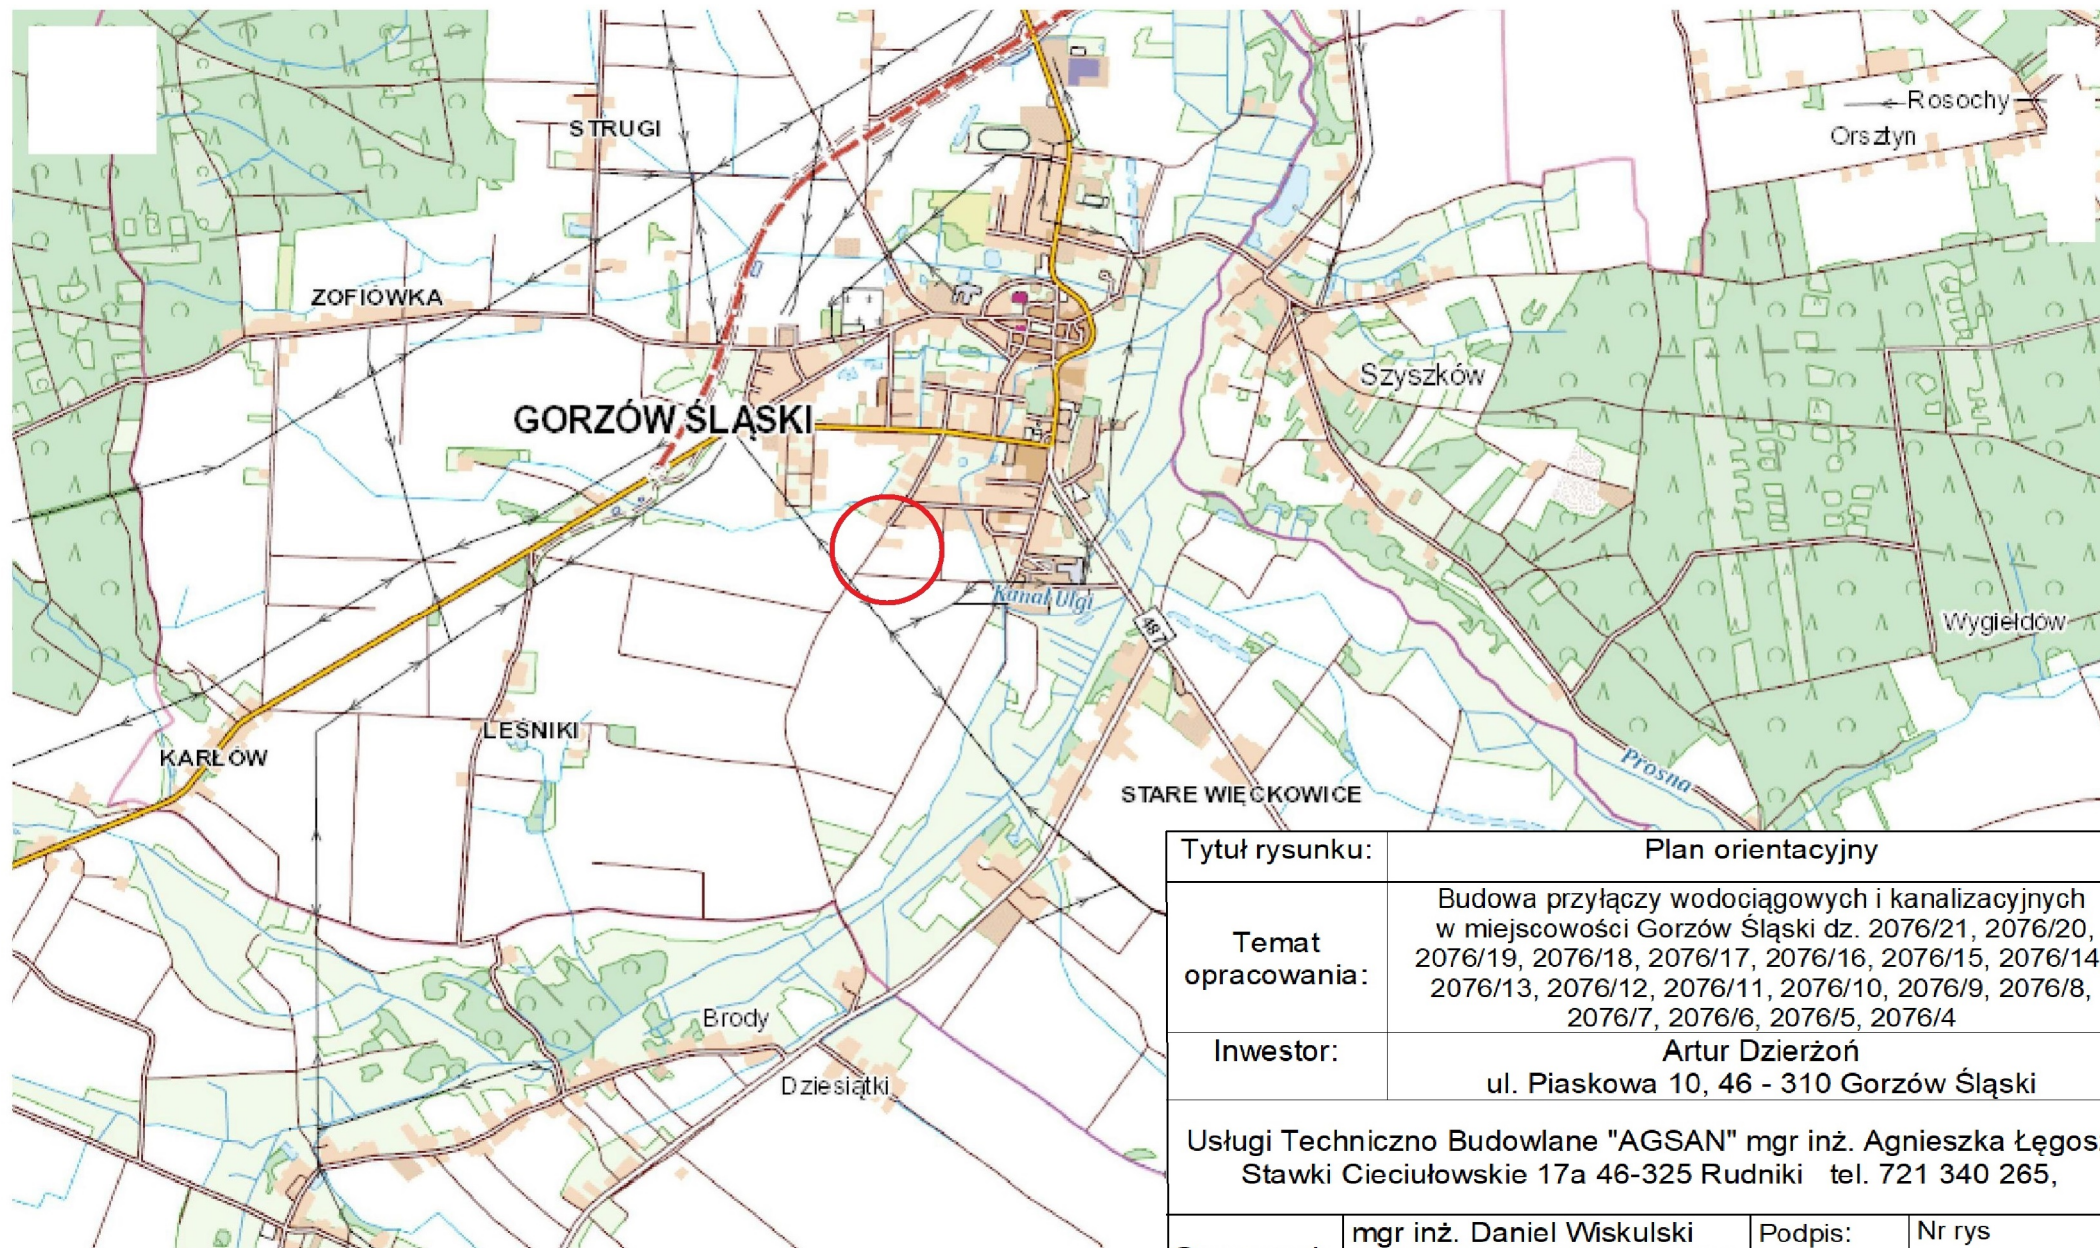 STRUGI
Rosochy
Orsztyn
ZOFIOWKA
Szyszków
GORZÓW ŚLĄSKI
Kanał Ulgi
487
Wygiełdów
LEŚNIKI
KARŁÓW
Prosna
STARE WIĘCKOWICE
Brody
Dziesiątki
Tytuł rysunku:
Plan orientacyjny
Temat
opracowania:
Budowa przyłączy wodociągowych i kanalizacyjnych
w miejscowości Gorzów Śląski dz. 2076/21, 2076/20,
2076/19, 2076/18, 2076/17, 2076/16, 2076/15, 2076/14
2076/13, 2076/12, 2076/11, 2076/10, 2076/9, 2076/8,
2076/7, 2076/6, 2076/5, 2076/4
Inwestor:
Artur Dzierżoń
ul. Piaskowa 10, 46 - 310 Gorzów Śląski
Usługi Techniczno Budowlane "AGSAN" mgr inż. Agnieszka Łęgos
Stawki Cieciułowskie 17a 46-325 Rudniki tel. 721 340 265,
mgr inż. Daniel Wiskulski
Podpis:
Nr rys